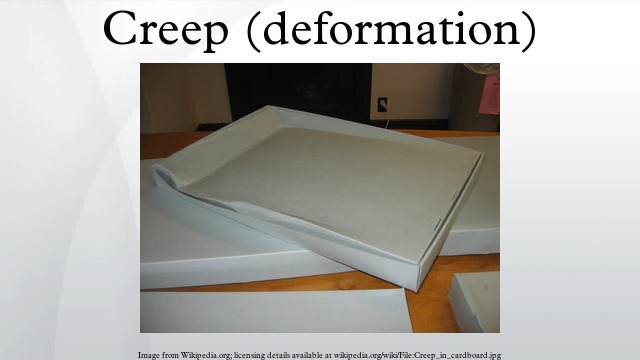 Creep (deformation)
Image from Wikipedia.org; licensing details available at wikipedia.org/wiki/File:Creep_in_cardboard.jpg